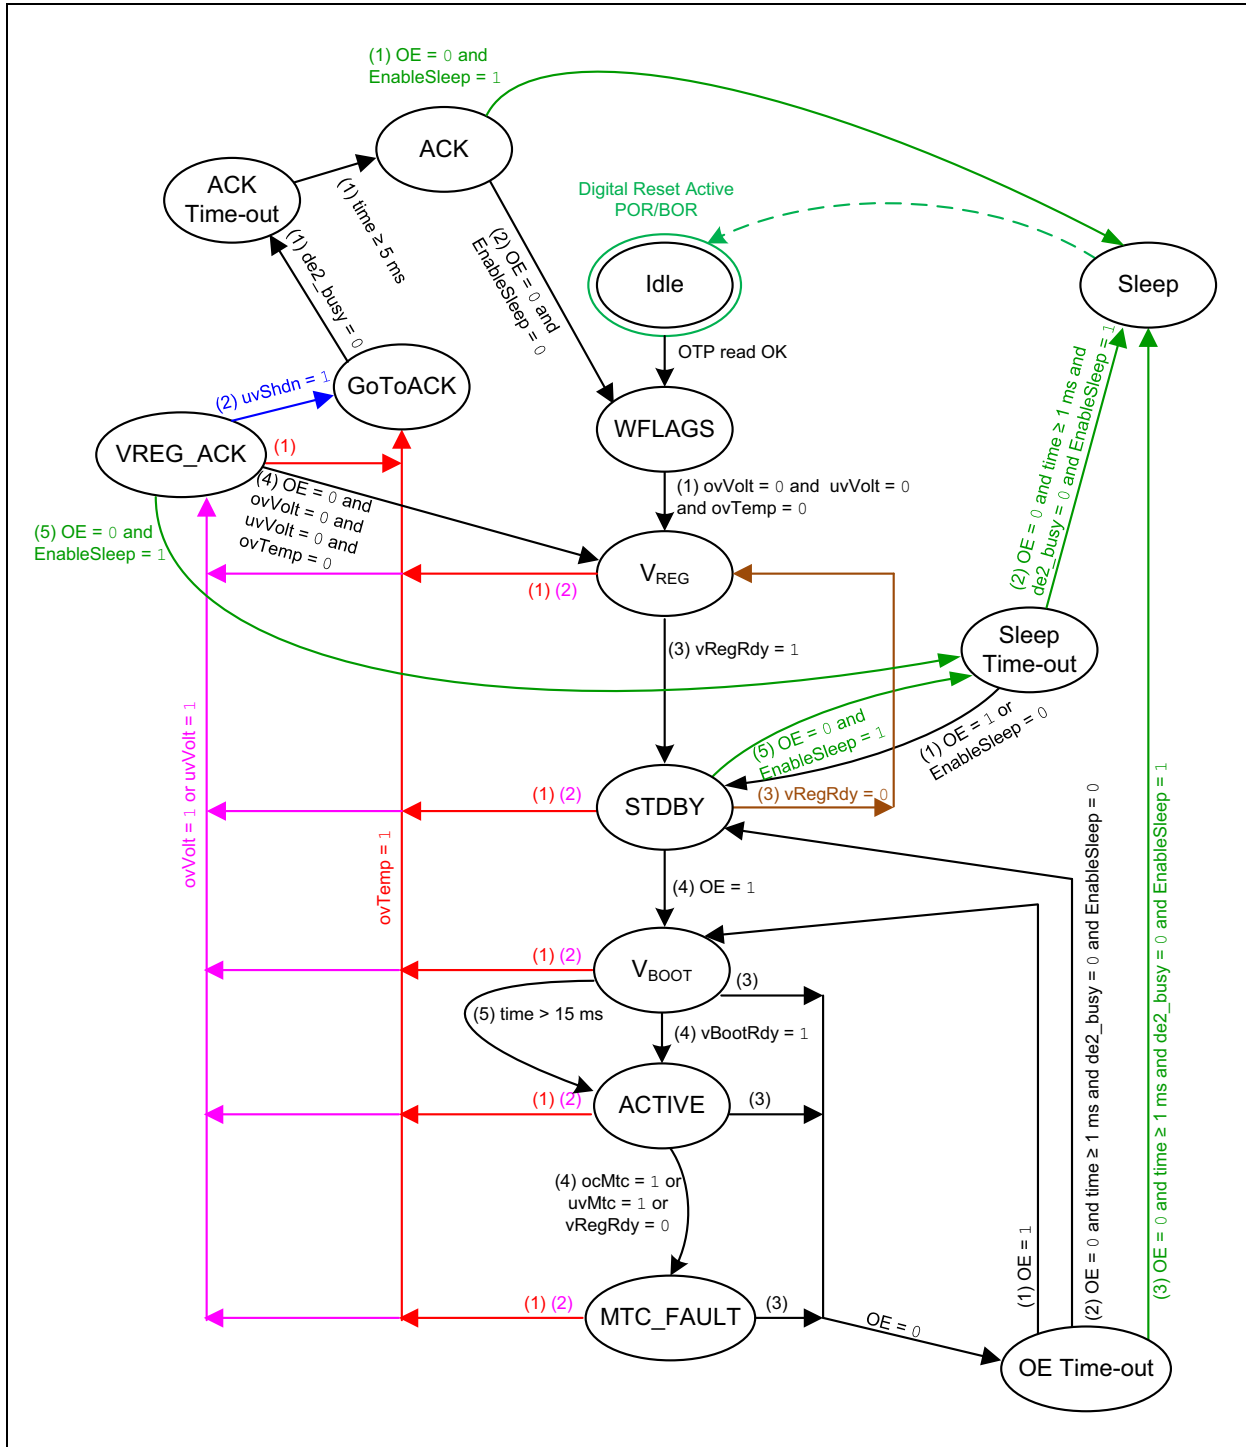 (1) OE = 0 and
EnableSleep = 1
ACK
ACK
Time-out
(1) time ≥ 5 ms
Digital Reset Active
POR/BOR
(2) OE = 0 and
EnableSleep = 0
Idle
Sleep
(1) de2_busy = 0
OTP read OK
GoToACK
(2) uvShdn = 1
WFLAGS
VREG_ACK
(1)
(4) OE = 0 and
ovVolt = 0 and
uvVolt = 0 and
ovTemp = 0
(1) ovVolt = 0 and uvVolt = 0
and ovTemp = 0
(2) OE = 0 and time ≥ 1 ms and
de2_busy = 0 and EnableSleep = 1
(5) OE = 0 and
EnableSleep = 1
VREG
(1) (2)
(3) vRegRdy = 1
Sleep
Time-out
(5) OE = 0 and
EnableSleep = 1
(1) OE = 1 or
EnableSleep = 0
ovVolt = 1 or uvVolt = 1
ovTemp = 1
(1) (2)
STDBY
(3) vRegRdy = 0
(4) OE = 1
(1) (2)
VBOOT
(3)
(5) time > 15 ms
(4) vBootRdy = 1
(1) (2)
ACTIVE
(3)
(4) ocMtc = 1 or
uvMtc = 1 or
vRegRdy = 0
(1) OE = 1
(2) OE = 0 and time ≥ 1 ms and de2_busy = 0 and EnableSleep = 0
(3) OE = 0 and time ≥ 1 ms and de2_busy = 0 and EnableSleep = 1
(1) (2)
MTC_FAULT
(3)
OE = 0
OE Time-out